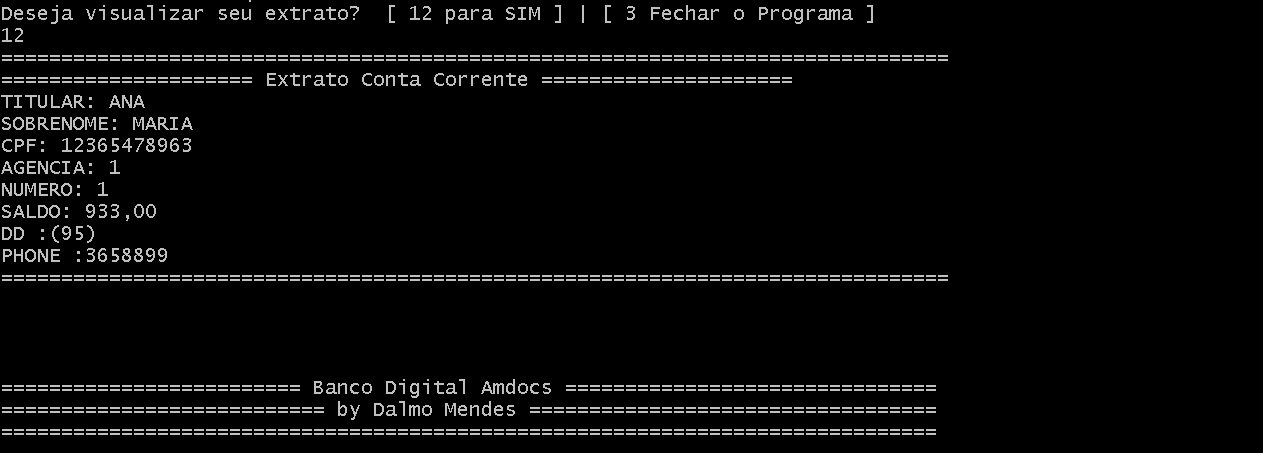 Deseja visualizar seu extrato?  [ 12 para SIM ] | [ 3 Fechar o Programa ]
12
===============================================================================
===================== Extrato Conta Corrente =====================
TITULAR: ANA
SOBRENOME: MARIA
CPF: 12365478963
AGENCIA: 1
NUMERO: 1
SALDO: 933,00
DD :(95)
PHONE :3658899
===============================================================================
========================= Banco Digital Amdocs ===============================
=========================== by Dalmo Mendes ==================================
==============================================================================